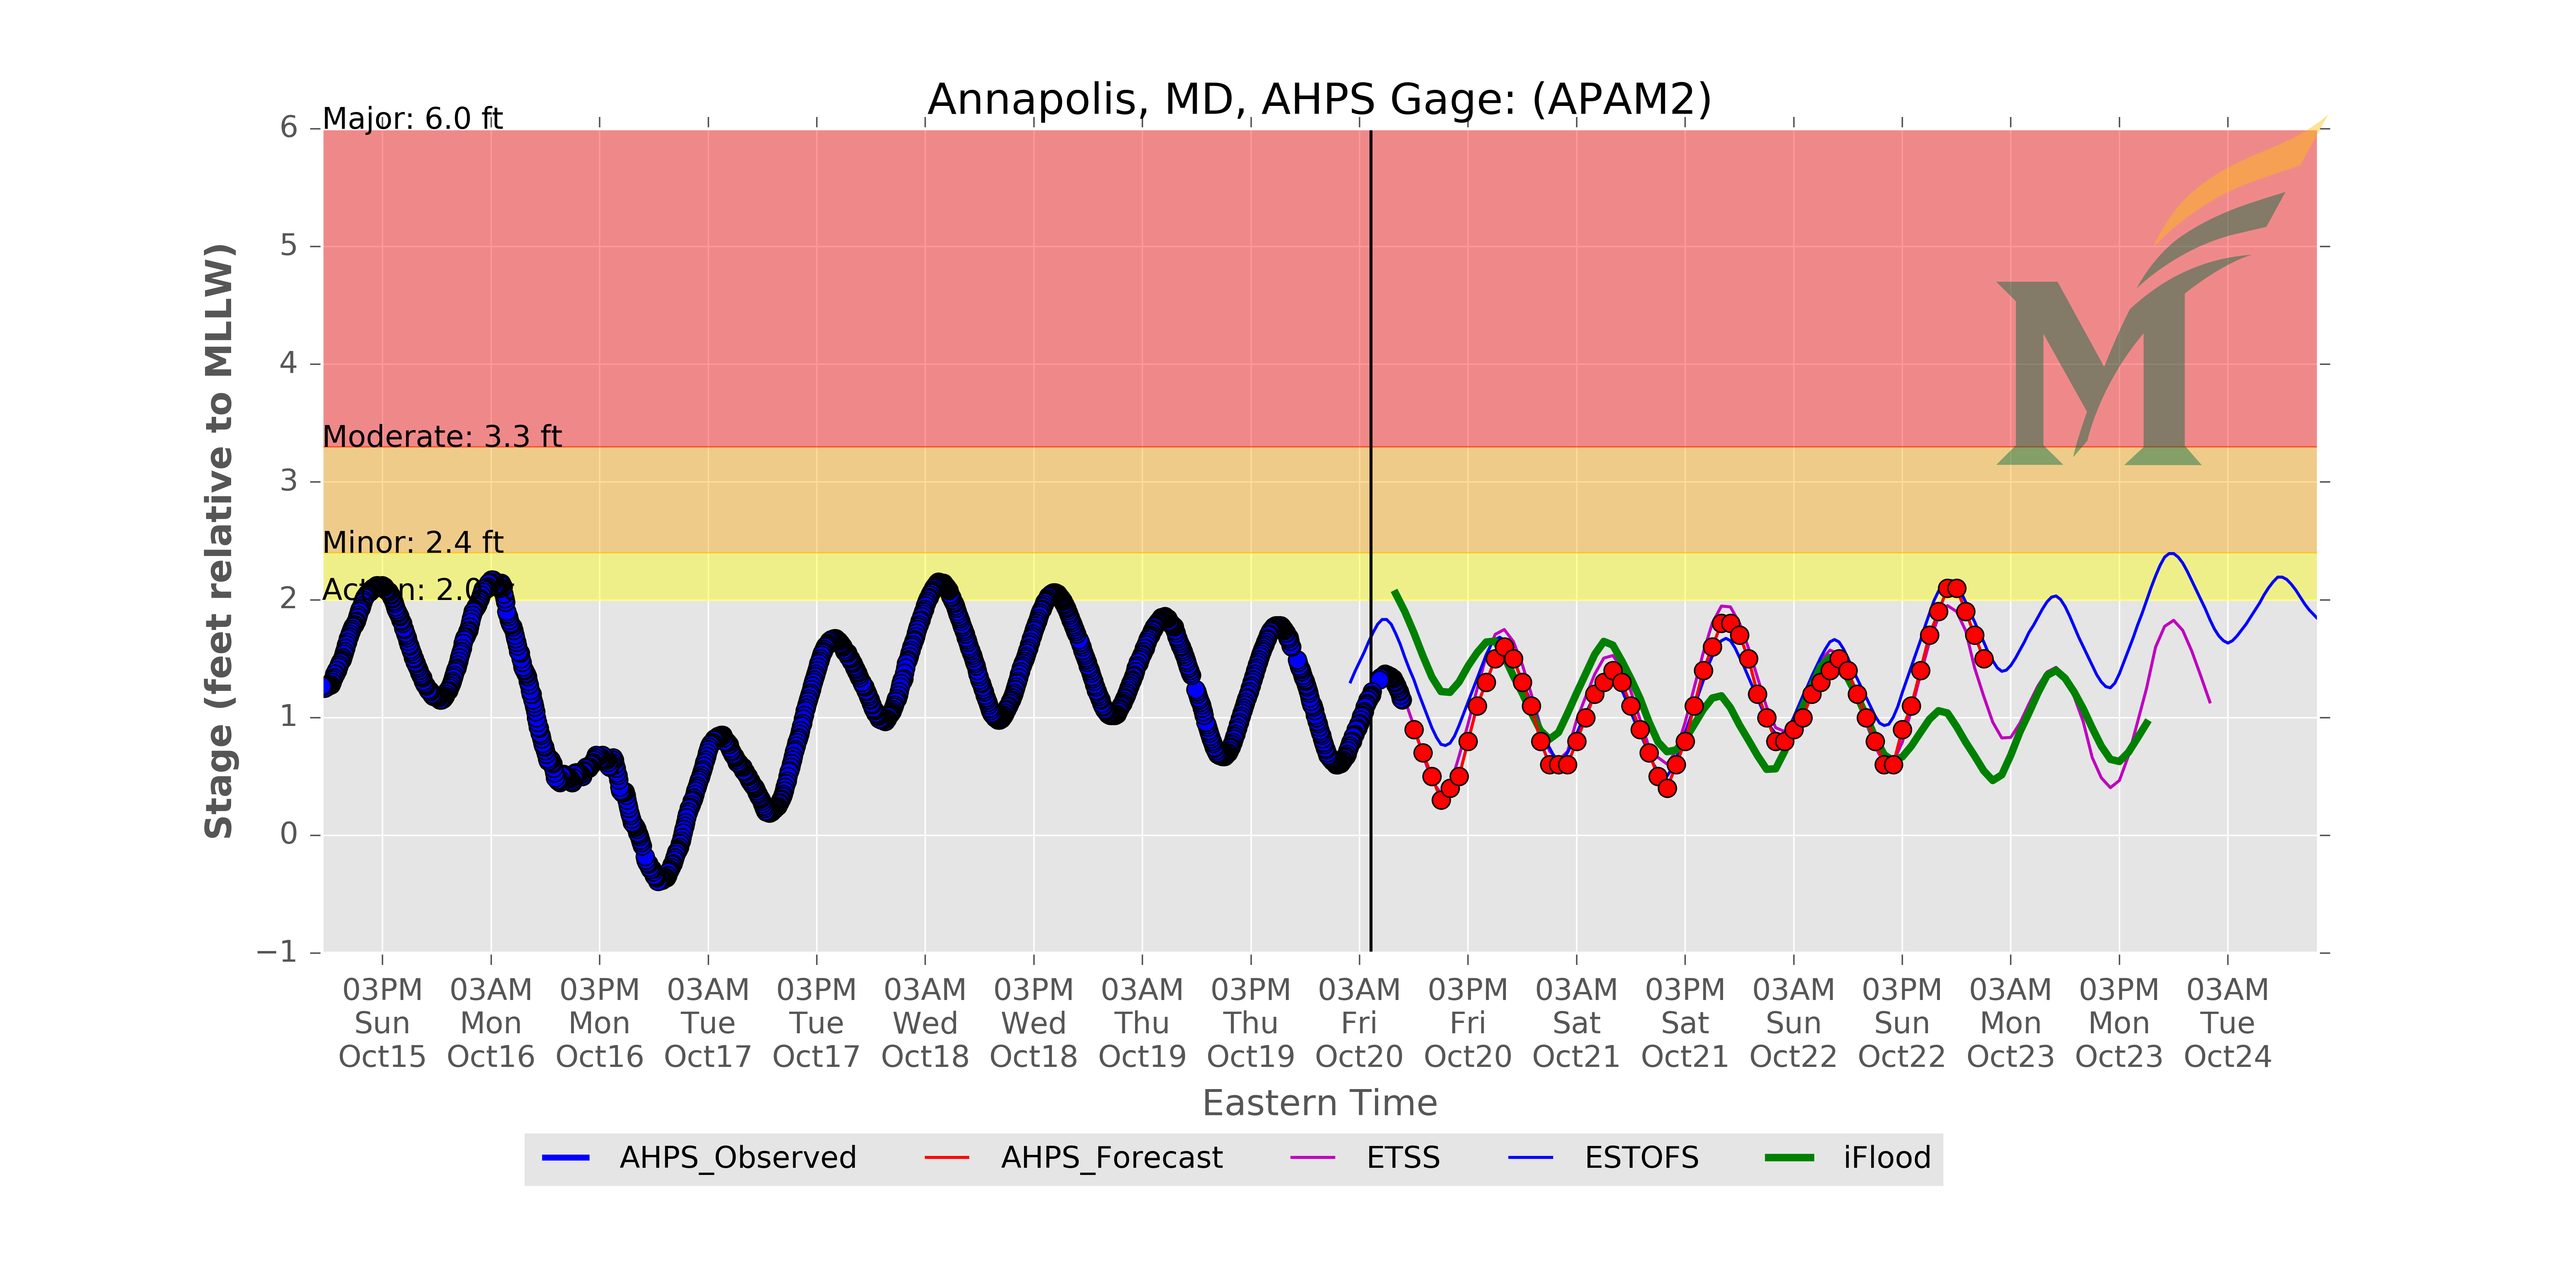 Annapolis, MD, AHPS Gage: (APAM2)
Major: 6.0 ft
Moderate: 3.3 ft
Minor: 2.4 ft
Action: 2.0 ft
Stage (feet relative to MLLW)
6
5
4
3
2
1
0
−1
03PM 03AM 03PM 03AM 03PM 03AM 03PM 03AM 03PM 03AM 03PM 03AM 03PM 03AM 03PM 03AM 03PM 03AM
Sun Mon Mon Tue Tue Wed Wed Thu Thu Fri Fri Sat Sat Sun Sun Mon Mon Tue
Oct15 Oct16 Oct16 Oct17 Oct17 Oct18 Oct18 Oct19 Oct19 Oct20 Oct20 Oct21 Oct21 Oct22 Oct22 Oct23 Oct23 Oct24
Eastern Time
AHPS_Observed AHPS_Forecast ETSS ESTOFS iFlood
M